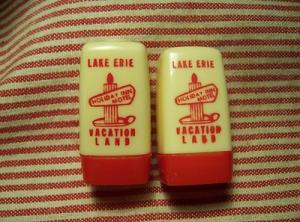 LAKE ERIE
HOLIDAY INN
MOTEL
VACATION
LAND
LAKE ERIE
HOLIDAY INN
MOTEL
VACATION
LAND